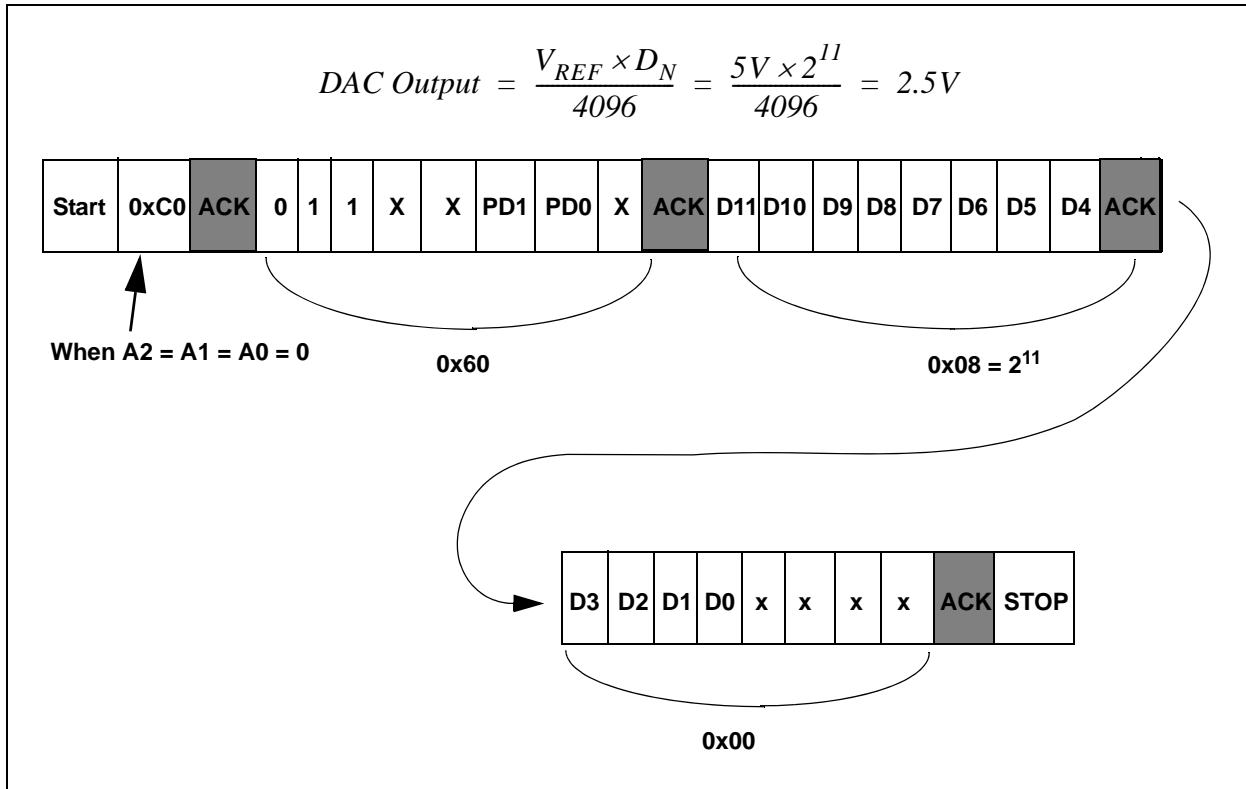 DAC Output = V_REF × D_N / 4096 = 5V × 2^11 / 4096 = 2.5V
Start 0xC0 ACK 0 1 1 X X PD1 PD0 X ACK D11 D10 D9 D8 D7 D6 D5 D4 ACK
When A2 = A1 = A0 = 0
0x60
0x08 = 2^11
D3 D2 D1 D0 x x x x ACK STOP
0x00